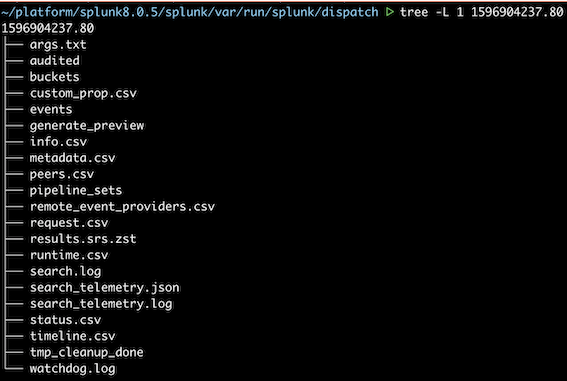 ~/platform/splunk8.0.5/splunk/var/run/splunk/dispatch ▷ tree -L 1 1596904237.80
1596904237.80
├── args.txt
├── audited
├── buckets
├── custom_prop.csv
├── events
├── generate_preview
├── info.csv
├── metadata.csv
├── peers.csv
├── pipeline_sets
├── remote_event_providers.csv
├── request.csv
├── results.srs.zst
├── runtime.csv
├── search.log
├── search_telemetry.json
├── search_telemetry.log
├── status.csv
├── timeline.csv
├── tmp_cleanup_done
└── watchdog.log